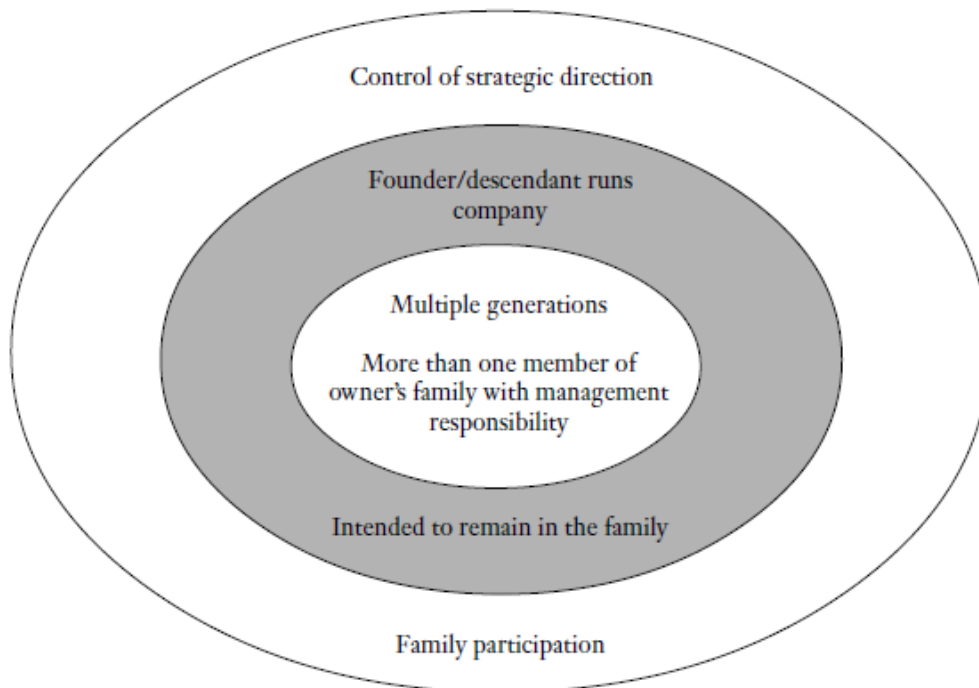 Control of strategic direction
Founder/descendant runs
company
Multiple generations
More than one member of
owner's family with management
responsibility
Intended to remain in the family
Family participation